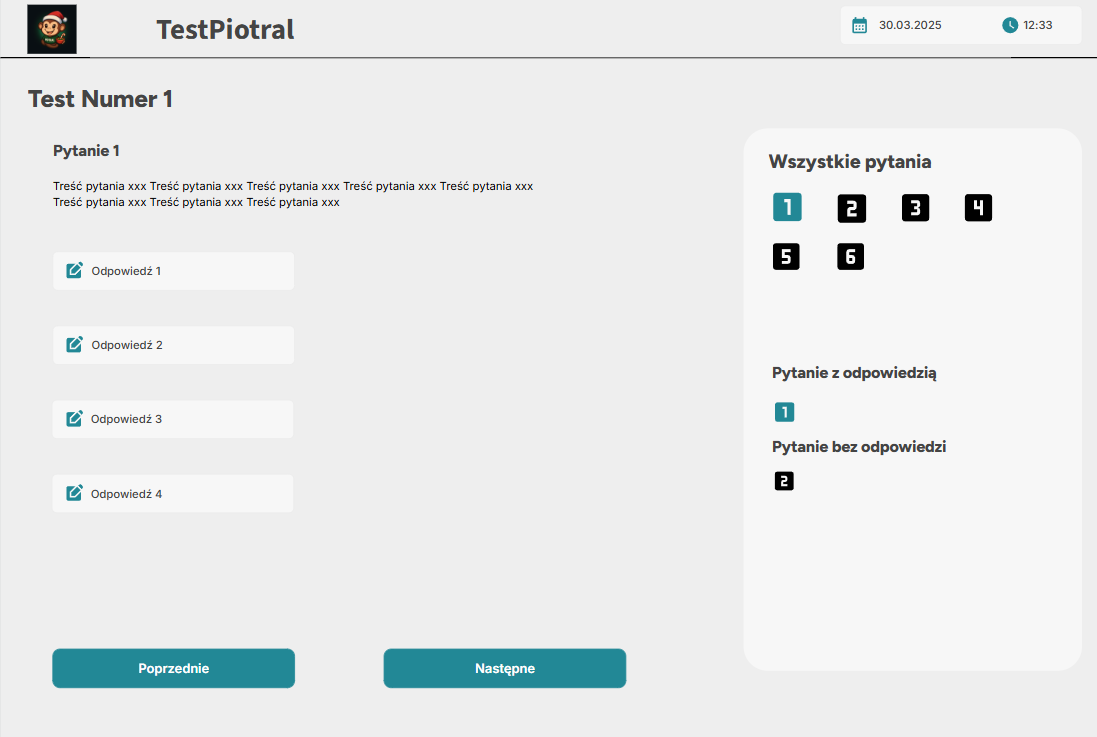 TestPiotral
30.03.2025
12:33
Test Numer 1
Pytanie 1
Treść pytania xxx Treść pytania xxx Treść pytania xxx Treść pytania xxx Treść pytania xxx
Treść pytania xxx Treść pytania xxx Treść pytania xxx
Odpowiedź 1
Odpowiedź 2
Odpowiedź 3
Odpowiedź 4
Poprzednie
Następne
Wszystkie pytania
1 2 3 4
5 6
Pytanie z odpowiedzią
1
Pytanie bez odpowiedzi
2